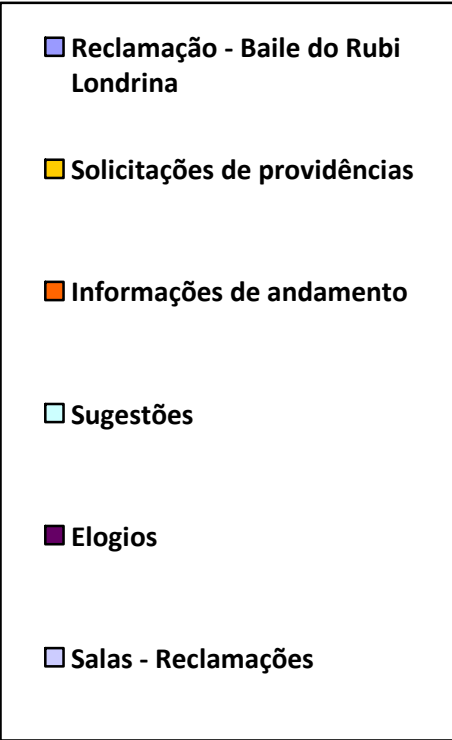 Reclamação - Baile do Rubi
Londrina
Solicitações de providências
Informações de andamento
Sugestões
Elogios
Salas - Reclamações